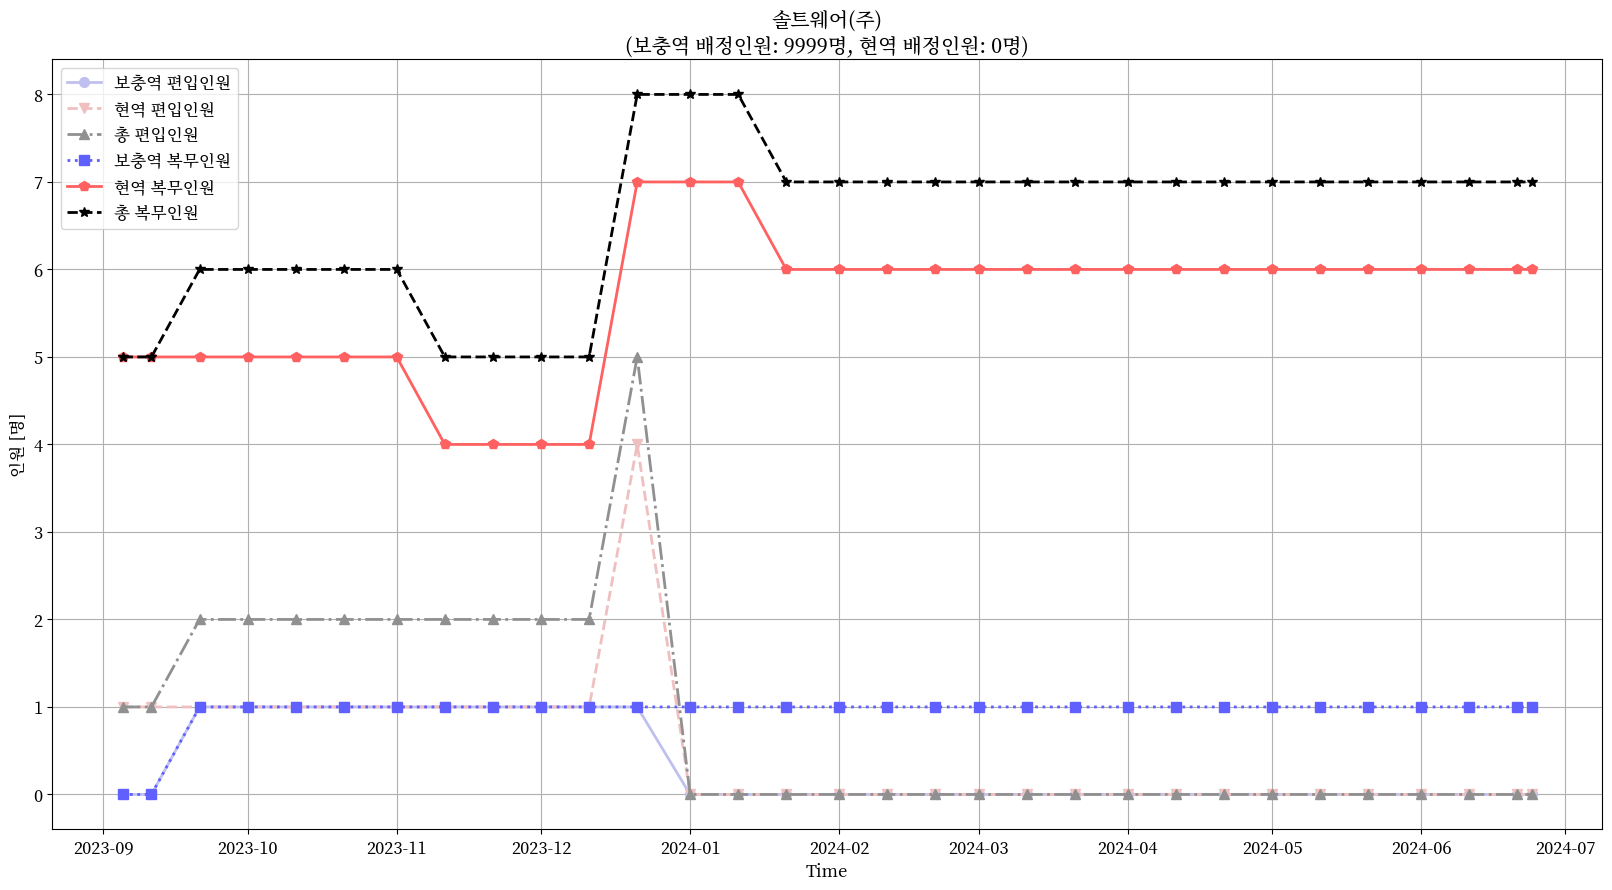 솔트웨어(주)
(보충역 배정인원: 9999명, 현역 배정인원: 0명)
보충역 편입인원
현역 편입인원
총 편입인원
보충역 복무인원
현역 복무인원
총 복무인원
인원 [명]
8
7
6
5
4
3
2
1
0
2023-09
2023-10
2023-11
2023-12
2024-01
2024-02
2024-03
2024-04
2024-05
2024-06
2024-07
Time